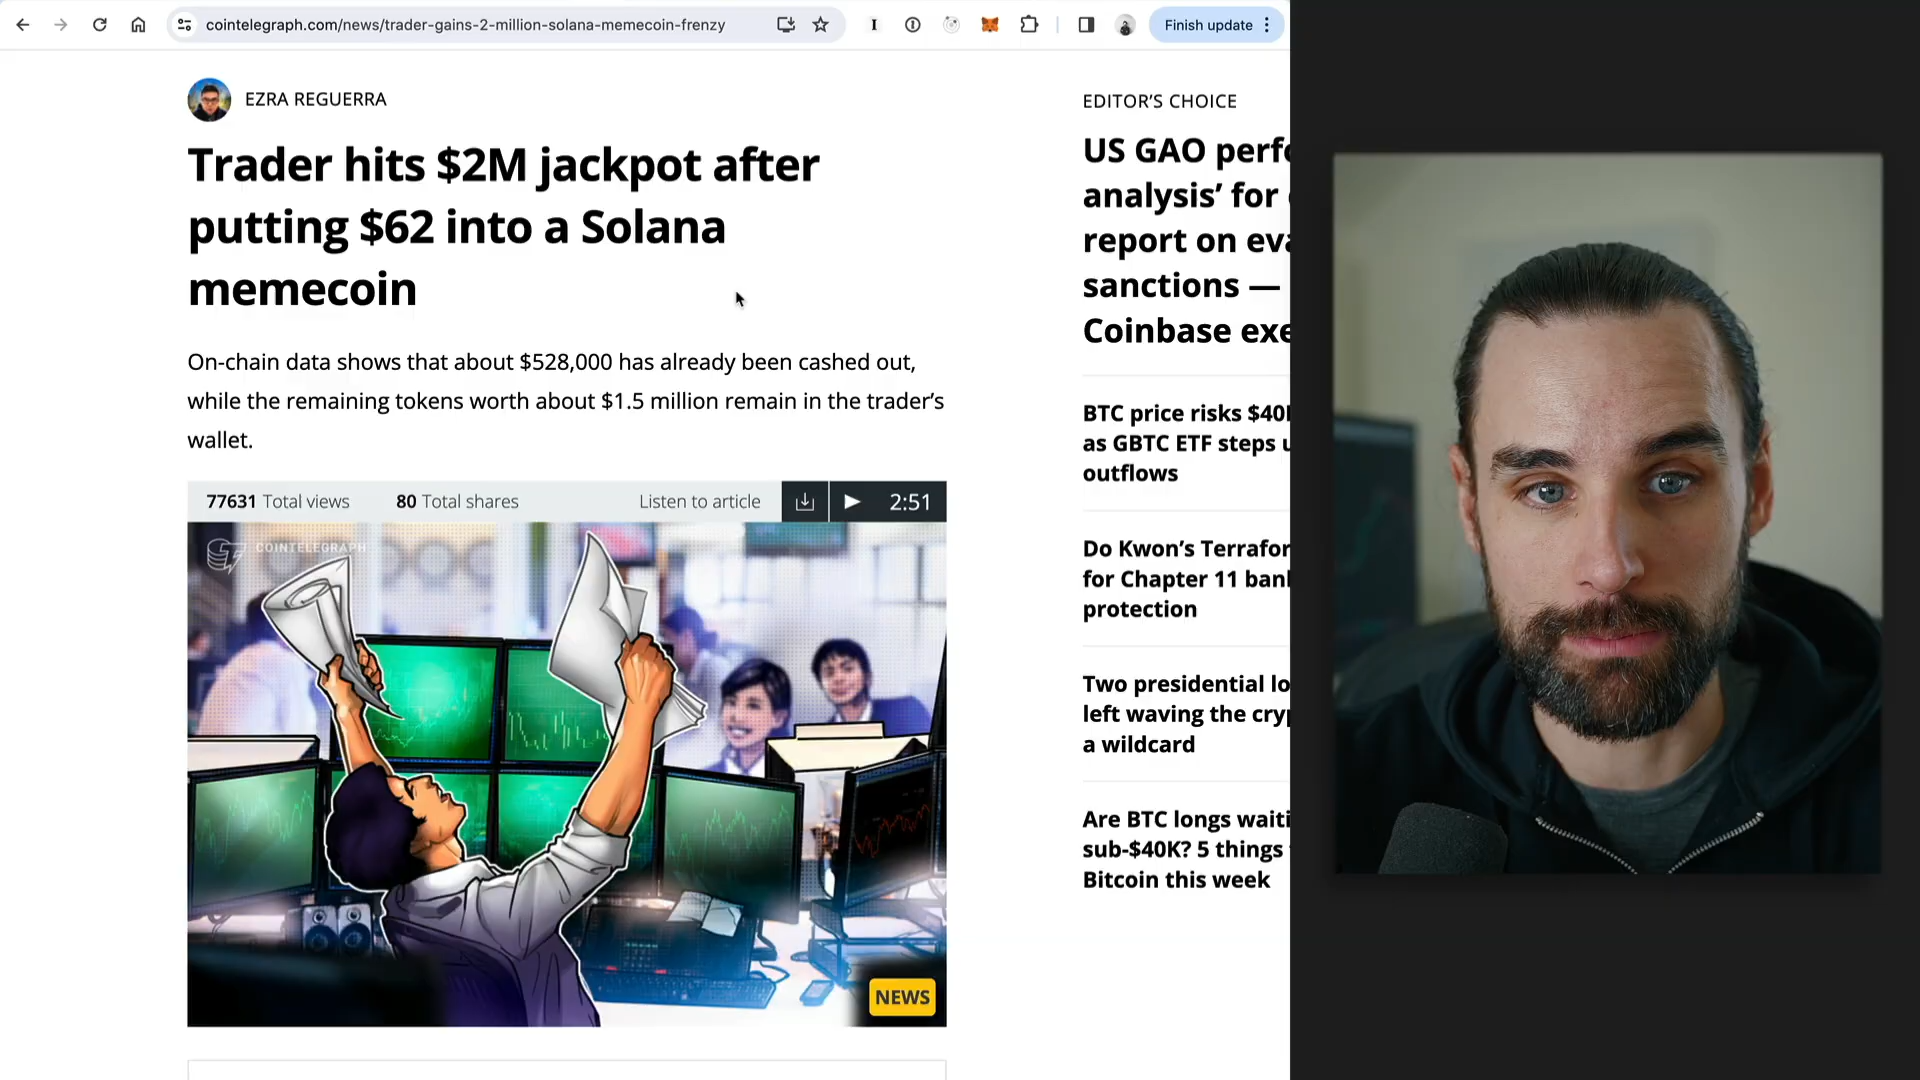 cointelegraph.com/news/trader-gains-2-million-solana-memecoin-frenzy
Finish update
EZRA REGUERRA
Trader hits $2M jackpot after
putting $62 into a Solana
memecoin
On-chain data shows that about $528,000 has already been cashed out,
while the remaining tokens worth about $1.5 million remain in the trader's
wallet.
77631 Total views 80 Total shares Listen to article 2:51
COINTELEGRAPH
NEWS
EDITOR'S CHOICE
US GAO perfo
analysis' for
report on eva
sanctions —
Coinbase exe
BTC price risks $40
as GBTC ETF steps u
outflows
Do Kwon's Terrafor
for Chapter 11 ban
protection
Two presidential lo
left waving the cry
a wildcard
Are BTC longs waiti
sub-$40K? 5 things
Bitcoin this week